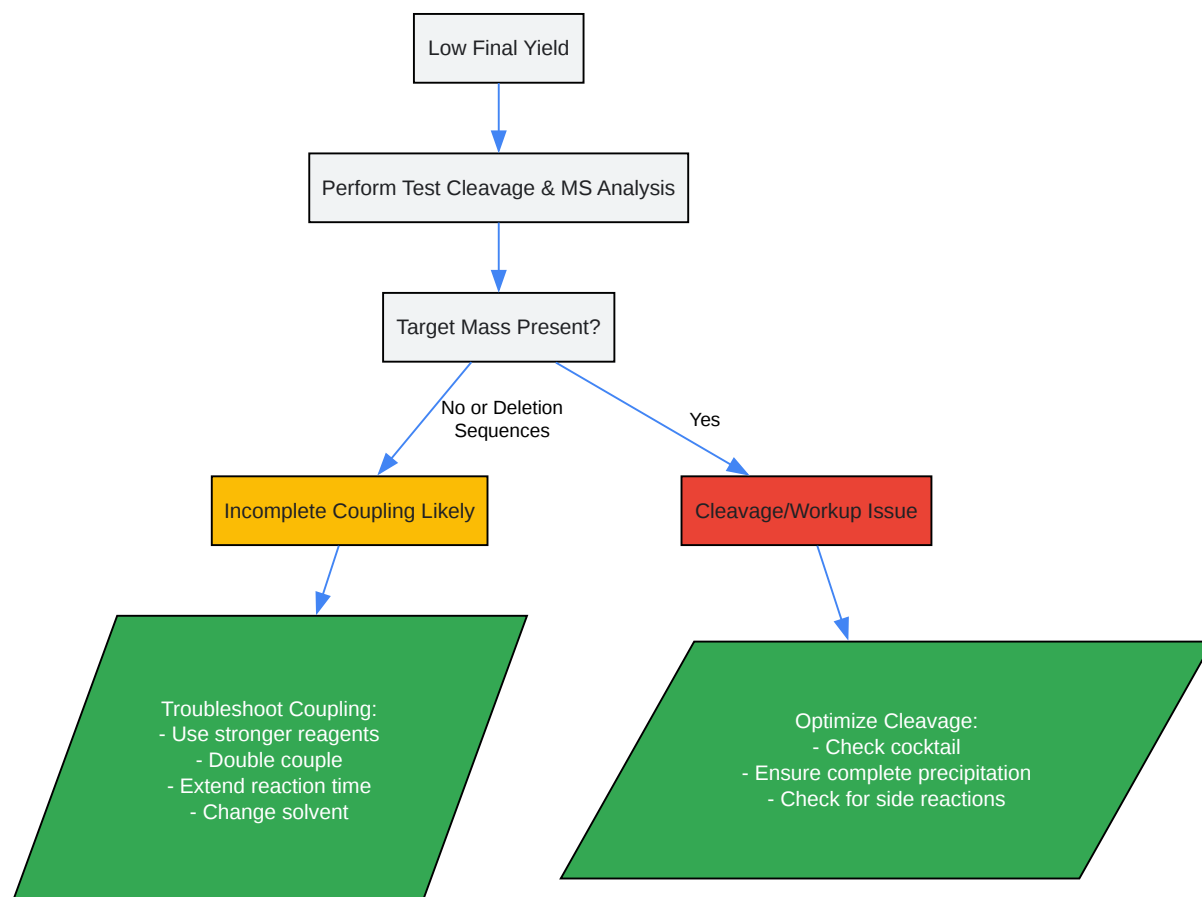 Low Final Yield
Perform Test Cleavage & MS Analysis
Target Mass Present?
No or Deletion
Sequences
Yes
Incomplete Coupling Likely
Cleavage/Workup Issue
Troubleshoot Coupling:
- Use stronger reagents
- Double couple
- Extend reaction time
- Change solvent
Optimize Cleavage:
- Check cocktail
- Ensure complete precipitation
- Check for side reactions